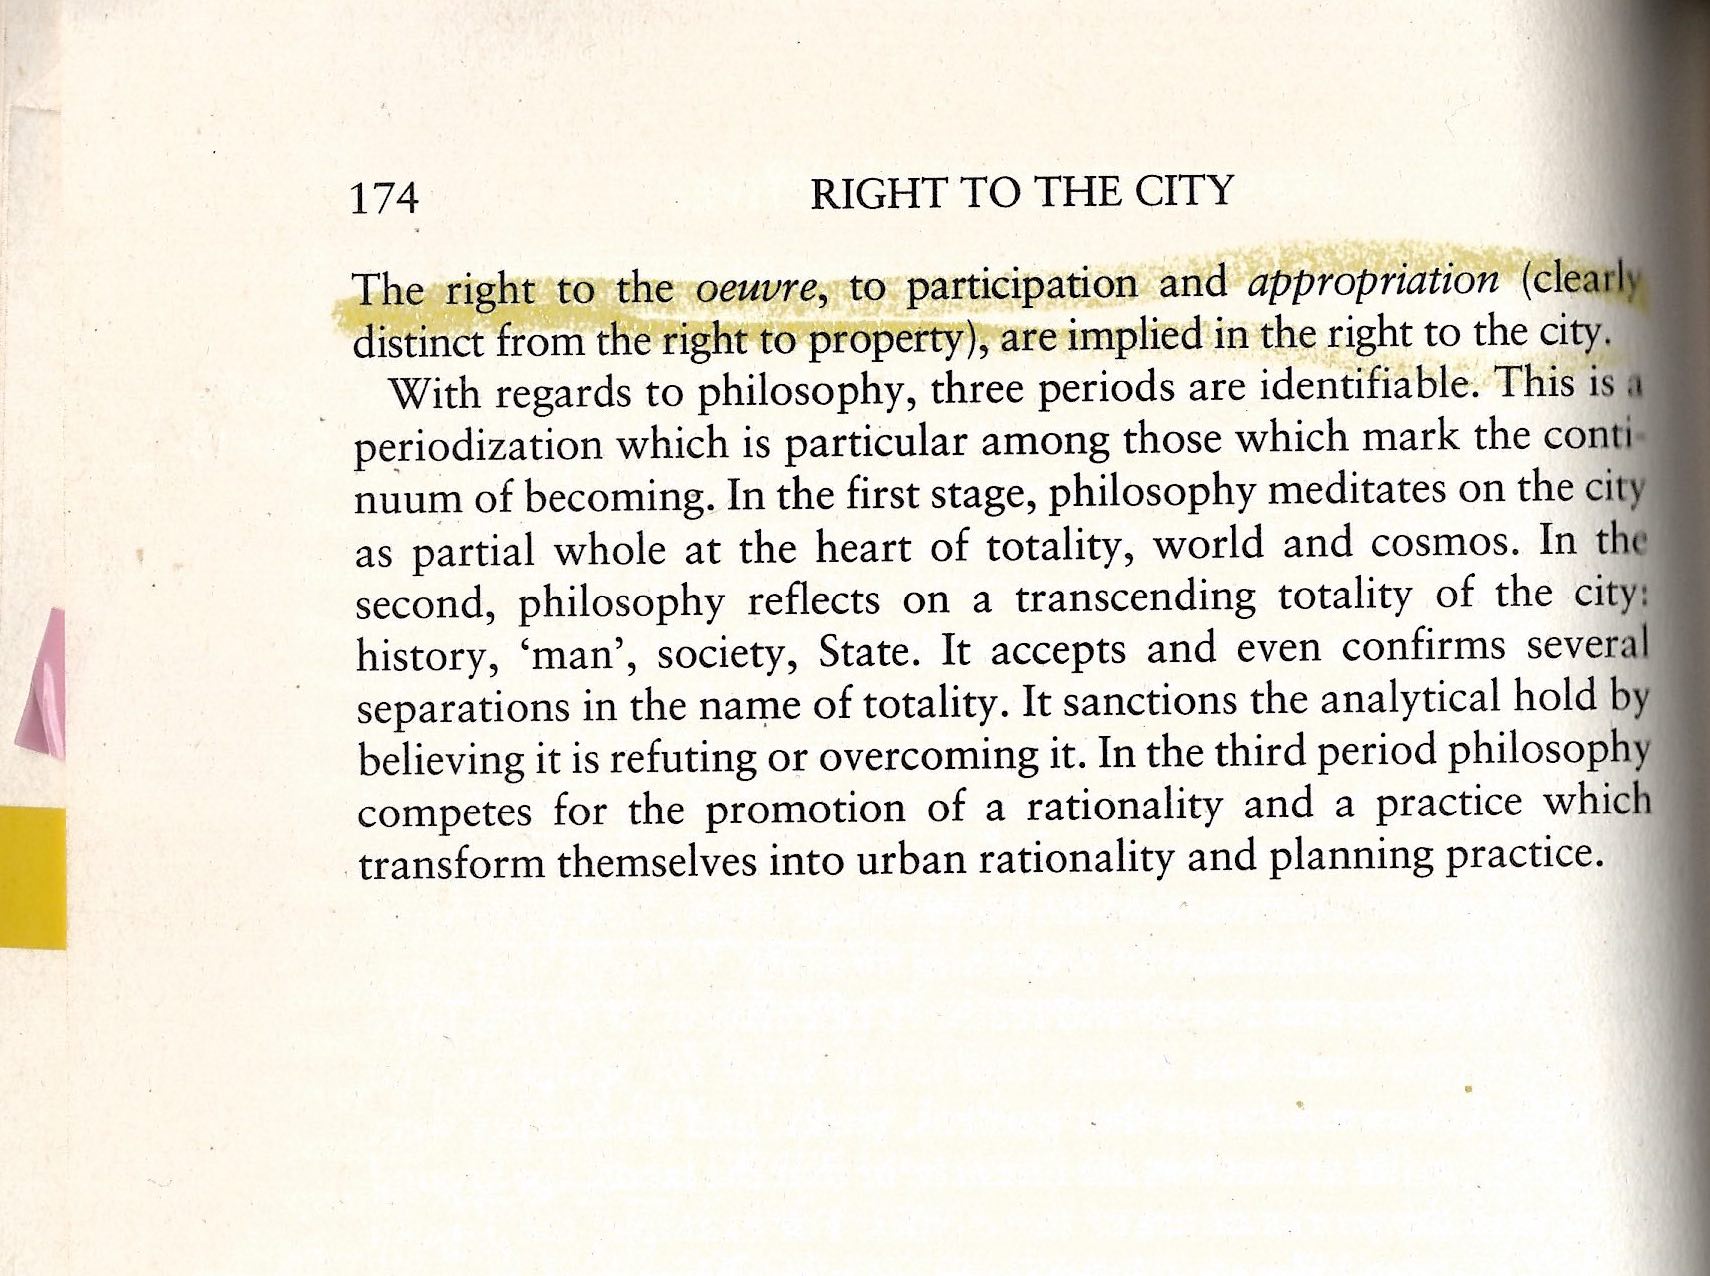 174 RIGHT TO THE CITY
The right to the oeuvre, to participation and appropriation (clearly
distinct from the right to property), are implied in the right to the city.
With regards to philosophy, three periods are identifiable. This is a
periodization which is particular among those which mark the conti-
nuum of becoming. In the first stage, philosophy meditates on the city
as partial whole at the heart of totality, world and cosmos. In the
second, philosophy reflects on a transcending totality of the city:
history, ‘man’, society, State. It accepts and even confirms several
separations in the name of totality. It sanctions the analytical hold by
believing it is refuting or overcoming it. In the third period philosophy
competes for the promotion of a rationality and a practice which
transform themselves into urban rationality and planning practice.